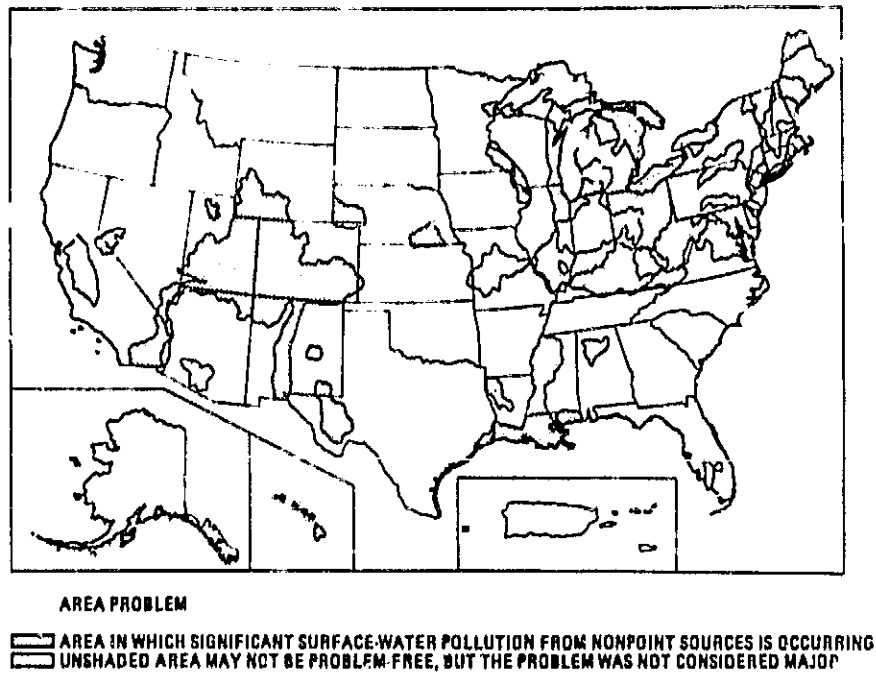 AREA PROBLEM
AREA IN WHICH SIGNIFICANT SURFACE-WATER POLLUTION FROM NONPOINT SOURCES IS OCCURRING
UNSHADED AREA MAY NOT BE PROBLEM-FREE, BUT THE PROBLEM WAS NOT CONSIDERED MAJOR